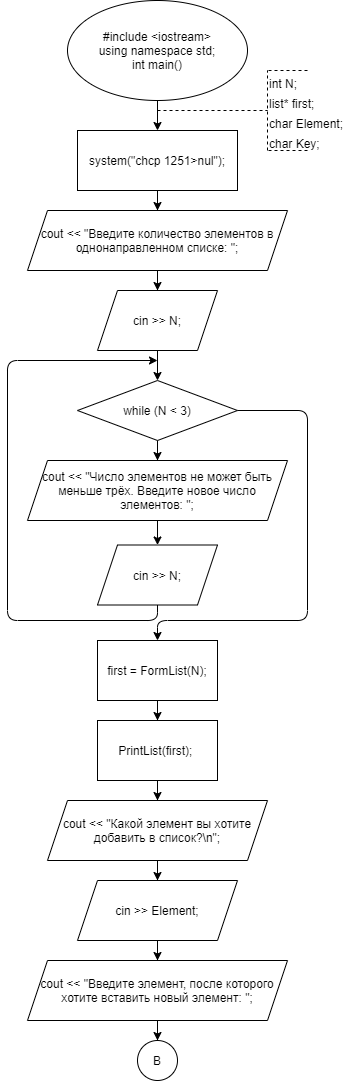 #include <iostream>
using namespace std;
int main()
int N;
list* first;
char Element;
char Key;
system("chcp 1251>nul");
cout << "Введите количество элементов в
однонаправленном списке: ";
cin >> N;
while (N < 3)
cout << "Число элементов не может быть
меньше трёх. Введите новое число
элементов: ";
cin >> N;
first = FormList(N);
PrintList(first);
cout << "Какой элемент вы хотите
добавить в список?\n";
cin >> Element;
cout << "Введите элемент, после которого
хотите вставить новый элемент: ";
B